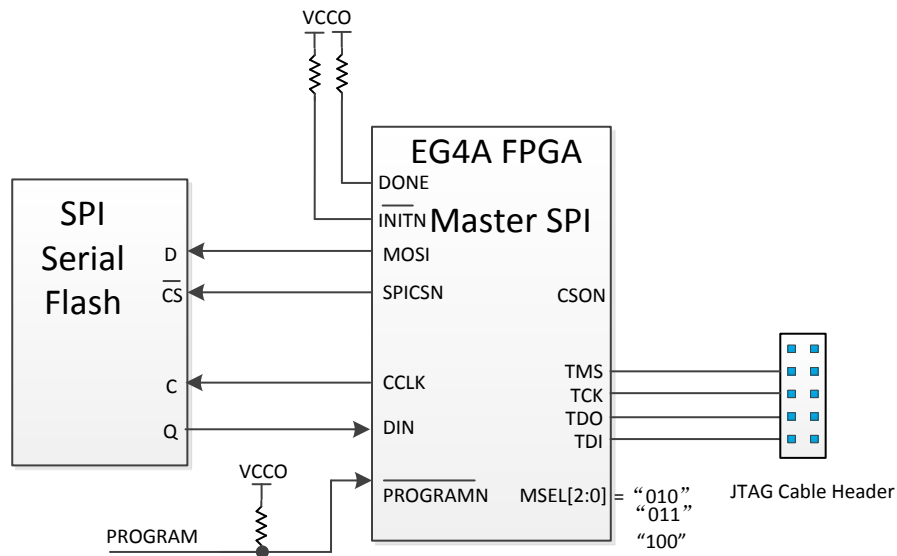 VCCO
EG4A FPGA
Master SPI
DONE
INITN
MOSI
SPICSN
CSON
CCLK
DIN
PROGRAMN
TMS
TCK
TDO
TDI
MSEL[2:0] = “010”
“011”
“100”
SPI
Serial
Flash
D
CS
C
Q
VCCO
PROGRAM
JTAG Cable Header